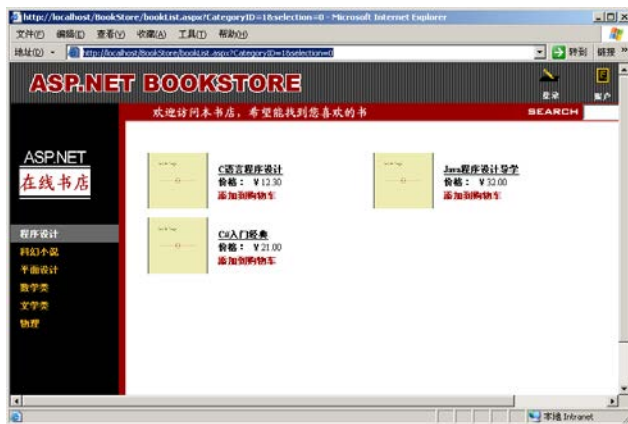 http://localhost/BookStore/bookList.aspx?CategoryID=1&selection=0 - Microsoft Internet Explorer
文件(F) 编辑(E) 查看(V) 收藏(A) 工具(T) 帮助(H)
地址(D) http://localhost/BookStore/bookList.aspx?CategoryID=1&selection=0 转到 链接 »
ASP.NET BOOKSTORE
登录 账户
欢迎访问本书店，希望能找到您喜欢的书 SEARCH
ASP.NET
在线书店
C语言程序设计 Java程序设计导学
价格： ￥12.30 价格： ￥32.00
添加到购物车 添加到购物车
程序设计
C#入门经典
科幻小说
价格： ￥21.00
平面设计
添加到购物车
数学类
文学类
物理
本地 Intranet